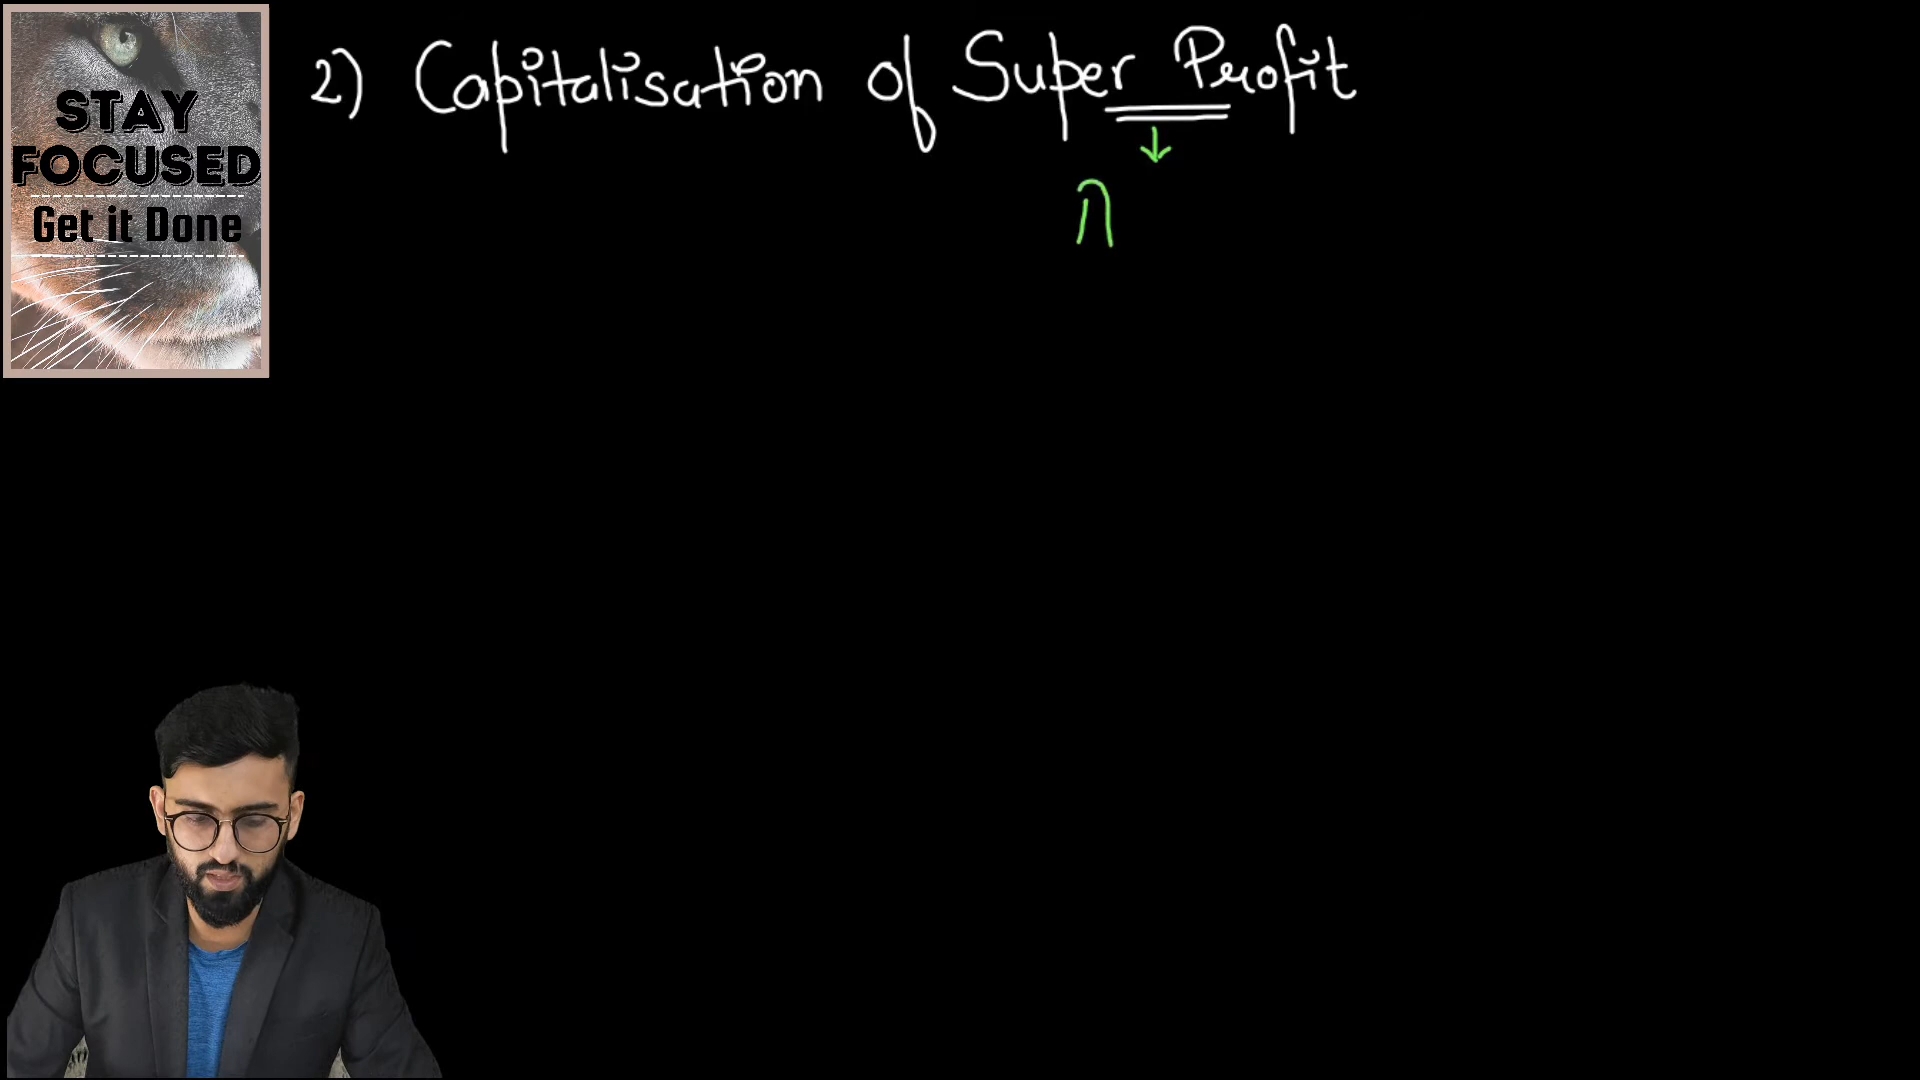 STAY
FOCUSED
Get it Done
2) Capitalisation of Super Profit